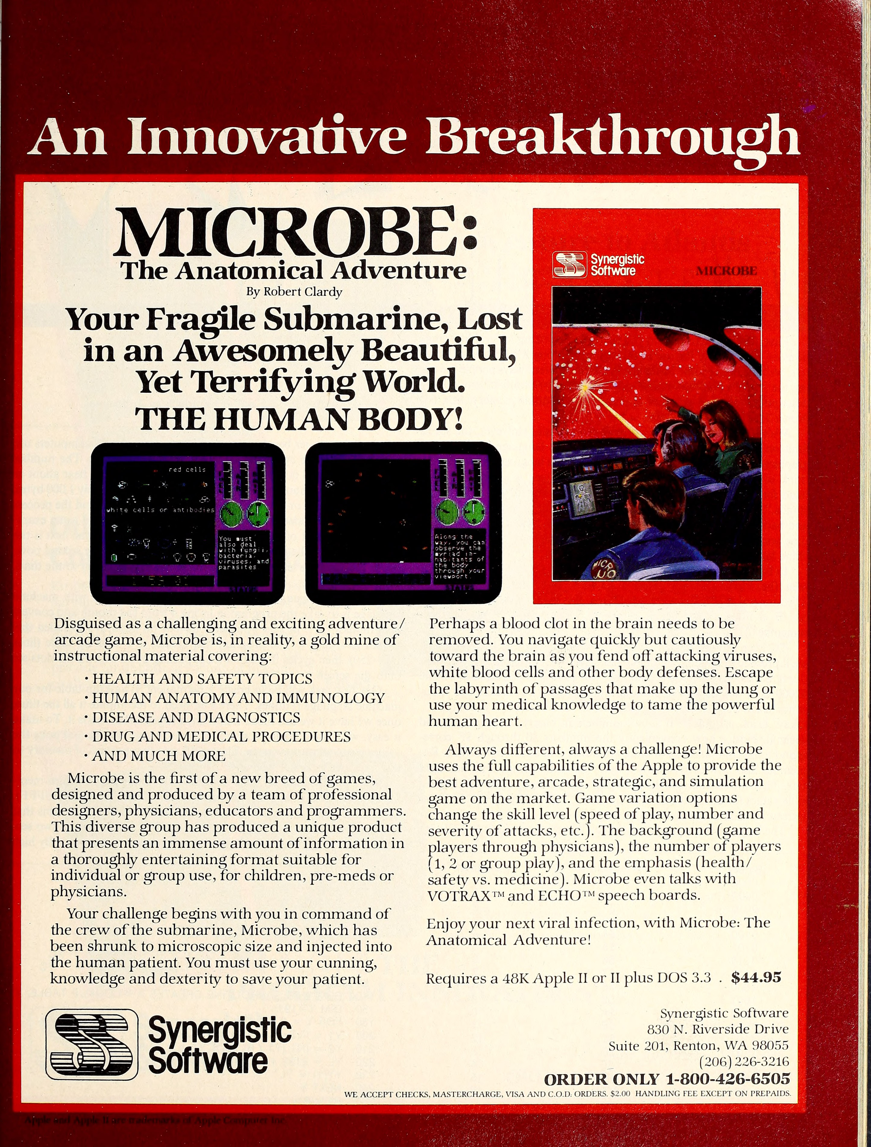 An Innovative Breakthrough
MICROBE:
The Anatomical Adventure
By Robert Clardy
Your Fragile Submarine, Lost
in an Awesomely Beautiful,
Yet Terrifying World.
THE HUMAN BODY!
Synergistic
Software
MICROBE
red cells
white cells or antibodies
You must
also deal
with fungii,
bacteria,
viruses, and
parasites
Along the
way, you can
observe the
myriad in-
hab tants of
the body
through your
viewport
Disguised as a challenging and exciting adventure/
arcade game, Microbe is, in reality, a gold mine of
instructional material covering:
· HEALTH AND SAFETY TOPICS
· HUMAN ANATOMY AND IMMUNOLOGY
· DISEASE AND DIAGNOSTICS
· DRUG AND MEDICAL PROCEDURES
· AND MUCH MORE
Microbe is the first of a new breed of games,
designed and produced by a team of professional
designers, physicians, educators and programmers.
This diverse group has produced a unique product
that presents an immense amount of information in
a thoroughly entertaining format suitable for
individual or group use, for children, pre-meds or
physicians.
Your challenge begins with you in command of
the crew of the submarine, Microbe, which has
been shrunk to microscopic size and injected into
the human patient. You must use your cunning,
knowledge and dexterity to save your patient.
Perhaps a blood clot in the brain needs to be
removed. You navigate quickly but cautiously
toward the brain as you fend off attacking viruses,
white blood cells and other body defenses. Escape
the labyrinth of passages that make up the lung or
use your medical knowledge to tame the powerful
human heart.
Always different, always a challenge! Microbe
uses the full capabilities of the Apple to provide the
best adventure, arcade, strategic, and simulation
game on the market. Game variation options
change the skill level (speed of play, number and
severity of attacks, etc.). The background (game
players through physicians), the number of players
(1, 2 or group play), and the emphasis (health/
safety vs. medicine). Microbe even talks with
VOTRAX™ and ECHO™ speech boards.
Enjoy your next viral infection, with Microbe: The
Anatomical Adventure!
Requires a 48K Apple II or II plus DOS 3.3 . $44.95
Synergistic
Software
Synergistic Software
830 N. Riverside Drive
Suite 201, Renton, WA 98055
(206) 226-3216
ORDER ONLY 1-800-426-6505
WE ACCEPT CHECKS, MASTERCHARGE, VISA AND C.O.D. ORDERS. $2.00 HANDLING FEE EXCEPT ON PREPAIDS.
Apple and Apple II are trademarks of Apple Computer Inc.